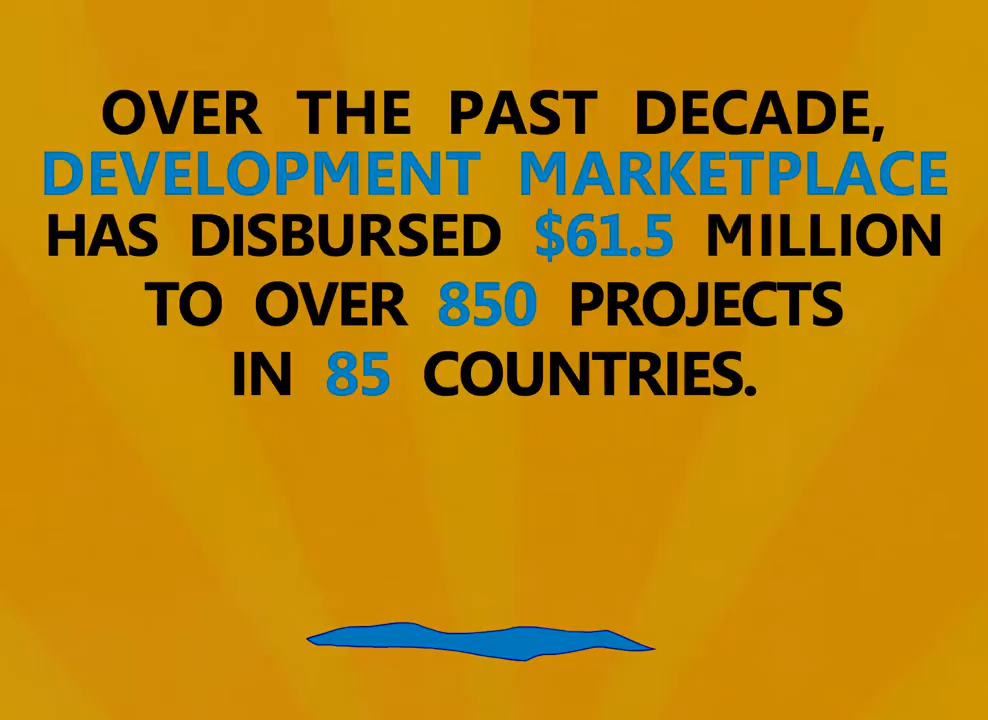 OVER THE PAST DECADE,
DEVELOPMENT MARKETPLACE
HAS DISBURSED $61.5 MILLION
TO OVER 850 PROJECTS
IN 85 COUNTRIES.